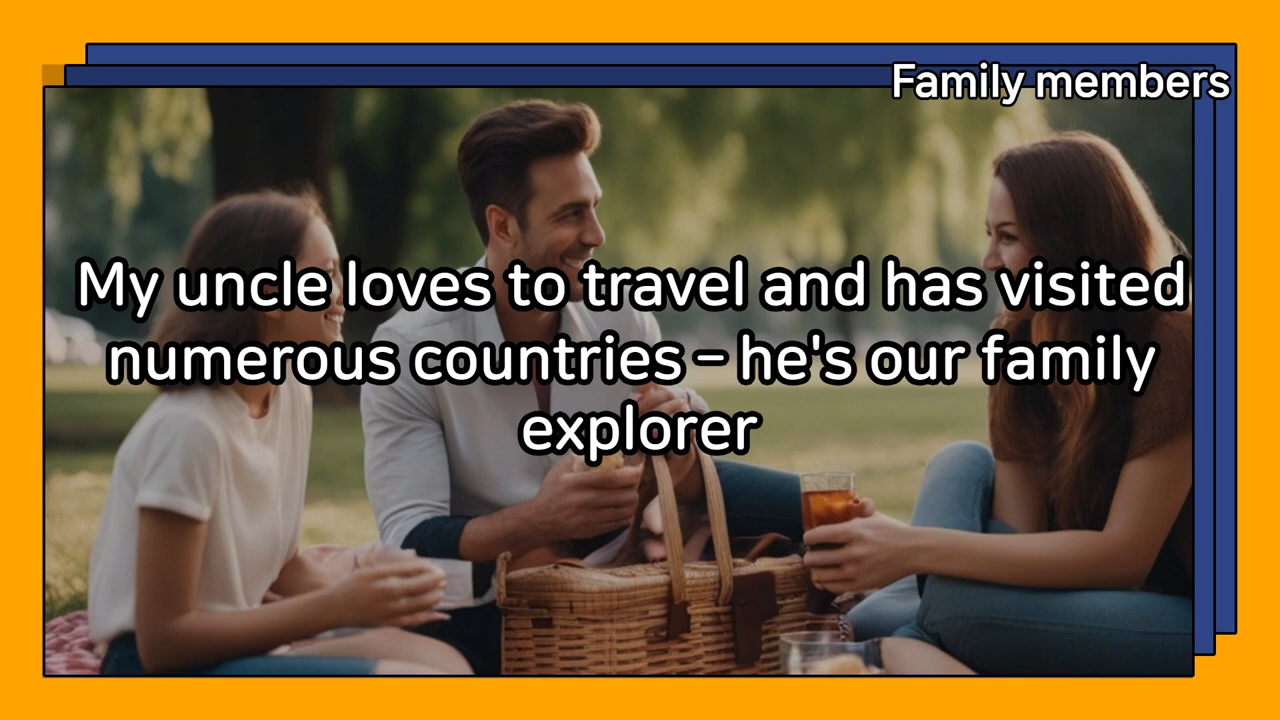 Family members
My uncle loves to travel and has visited
numerous countries – he's our family
explorer